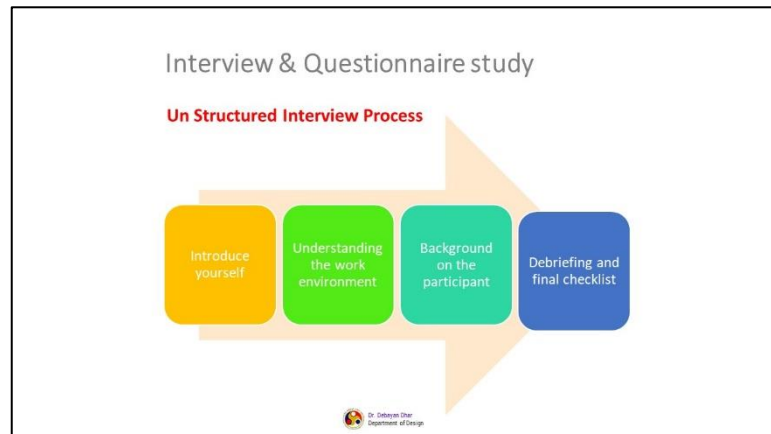 Interview & Questionnaire study
Un Structured Interview Process
Introduce
yourself
Understanding
the work
environment
Background
on the
participant
Debriefing and
final checklist
Dr. Debayan Dhar
Department of Design